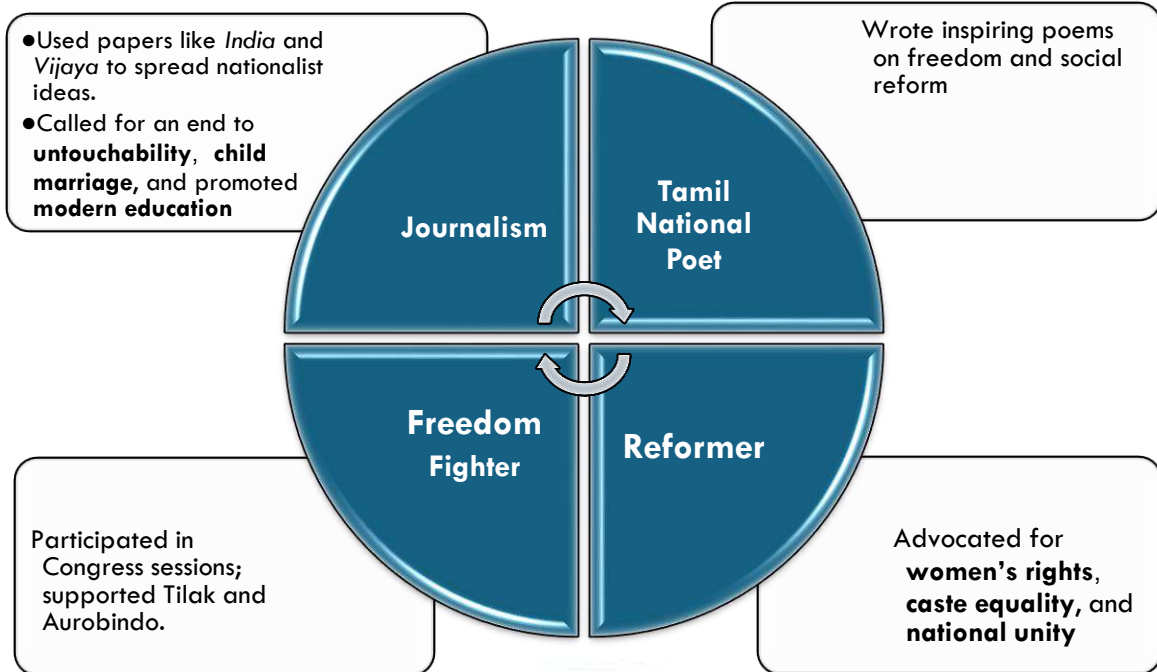 ●Used papers like India and
Vijaya to spread nationalist
ideas.
●Called for an end to
untouchability, child
marriage, and promoted
modern education
Journalism
Wrote inspiring poems
on freedom and social
reform
Tamil
National
Poet
Participated in
Congress sessions;
supported Tilak and
Aurobindo.
Freedom
Fighter
Reformer
Advocated for
women's rights,
caste equality, and
national unity